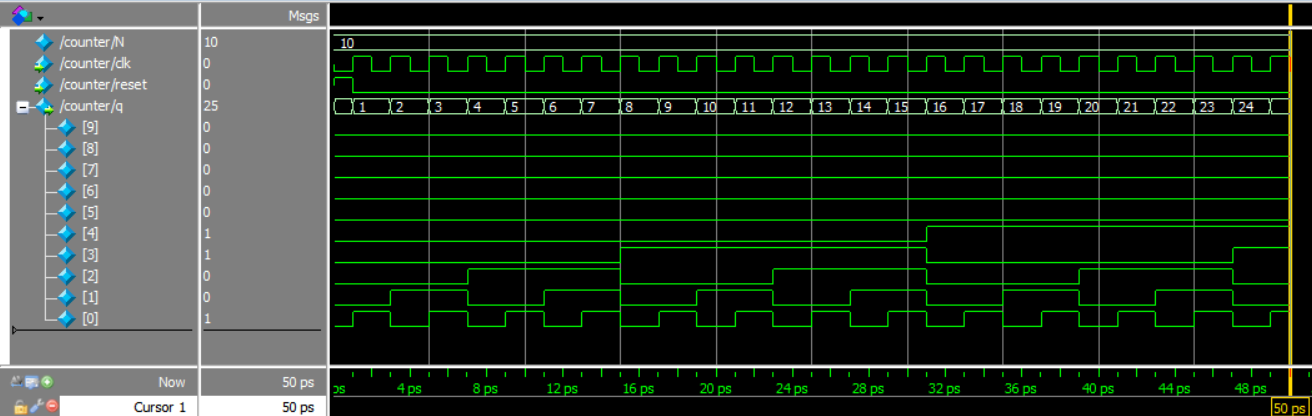 Msgs
/counter/N 10 10
/counter/clk 0
/counter/reset 0
/counter/q 25 1 2 3 4 5 6 7 8 9 10 11 12 13 14 15 16 17 18 19 20 21 22 23 24
[9] 0
[8] 0
[7] 0
[6] 0
[5] 0
[4] 1
[3] 1
[2] 0
[1] 0
[0] 1
Now 50 ps ps 4 ps 8 ps 12 ps 16 ps 20 ps 24 ps 28 ps 32 ps 36 ps 40 ps 44 ps 48 ps
Cursor 1 50 ps 50 ps